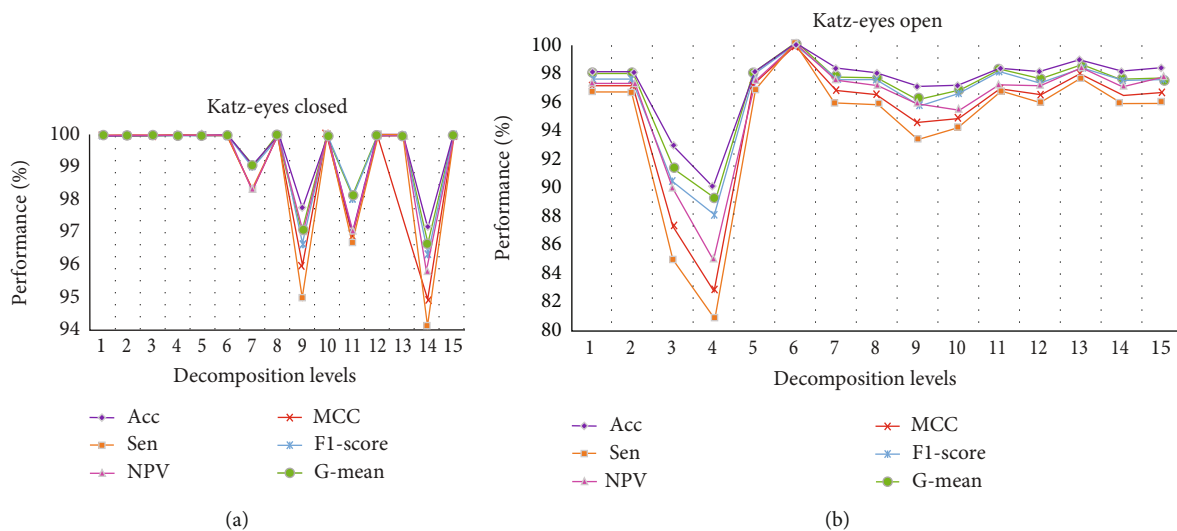 Katz-eyes closed
Performance (%)
100
99
98
97
96
95
94
1 2 3 4 5 6 7 8 9 10 11 12 13 14 15
Decomposition levels
Acc
Sen
NPV
MCC
F1-score
G-mean
(a)
Katz-eyes open
Performance (%)
100
98
96
94
92
90
88
86
84
82
80
1 2 3 4 5 6 7 8 9 10 11 12 13 14 15
Decomposition levels
Acc
Sen
NPV
MCC
F1-score
G-mean
(b)